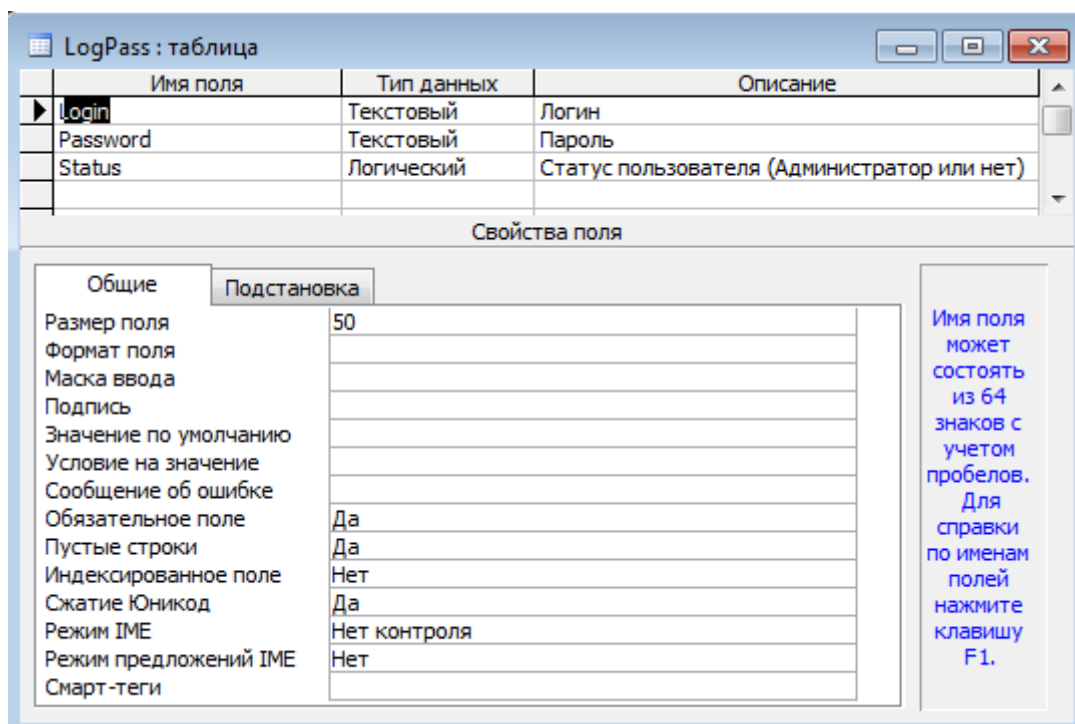 LogPass : таблица
Имя поля Тип данных Описание
Login Текстовый Логин
Password Текстовый Пароль
Status Логический Статус пользователя (Администратор или нет)
Свойства поля
Общие Подстановка
Размер поля 50
Формат поля
Маска ввода
Подпись
Значение по умолчанию
Условие на значение
Сообщение об ошибке
Обязательное поле Да
Пустые строки Да
Индексированное поле Нет
Сжатие Юникод Да
Режим IME Нет контроля
Режим предложений IME Нет
Смарт-теги
Имя поля
может
состоять
из 64
знаков с
учетом
пробелов.
Для
справки
по именам
полей
нажмите
клавишу
F1.